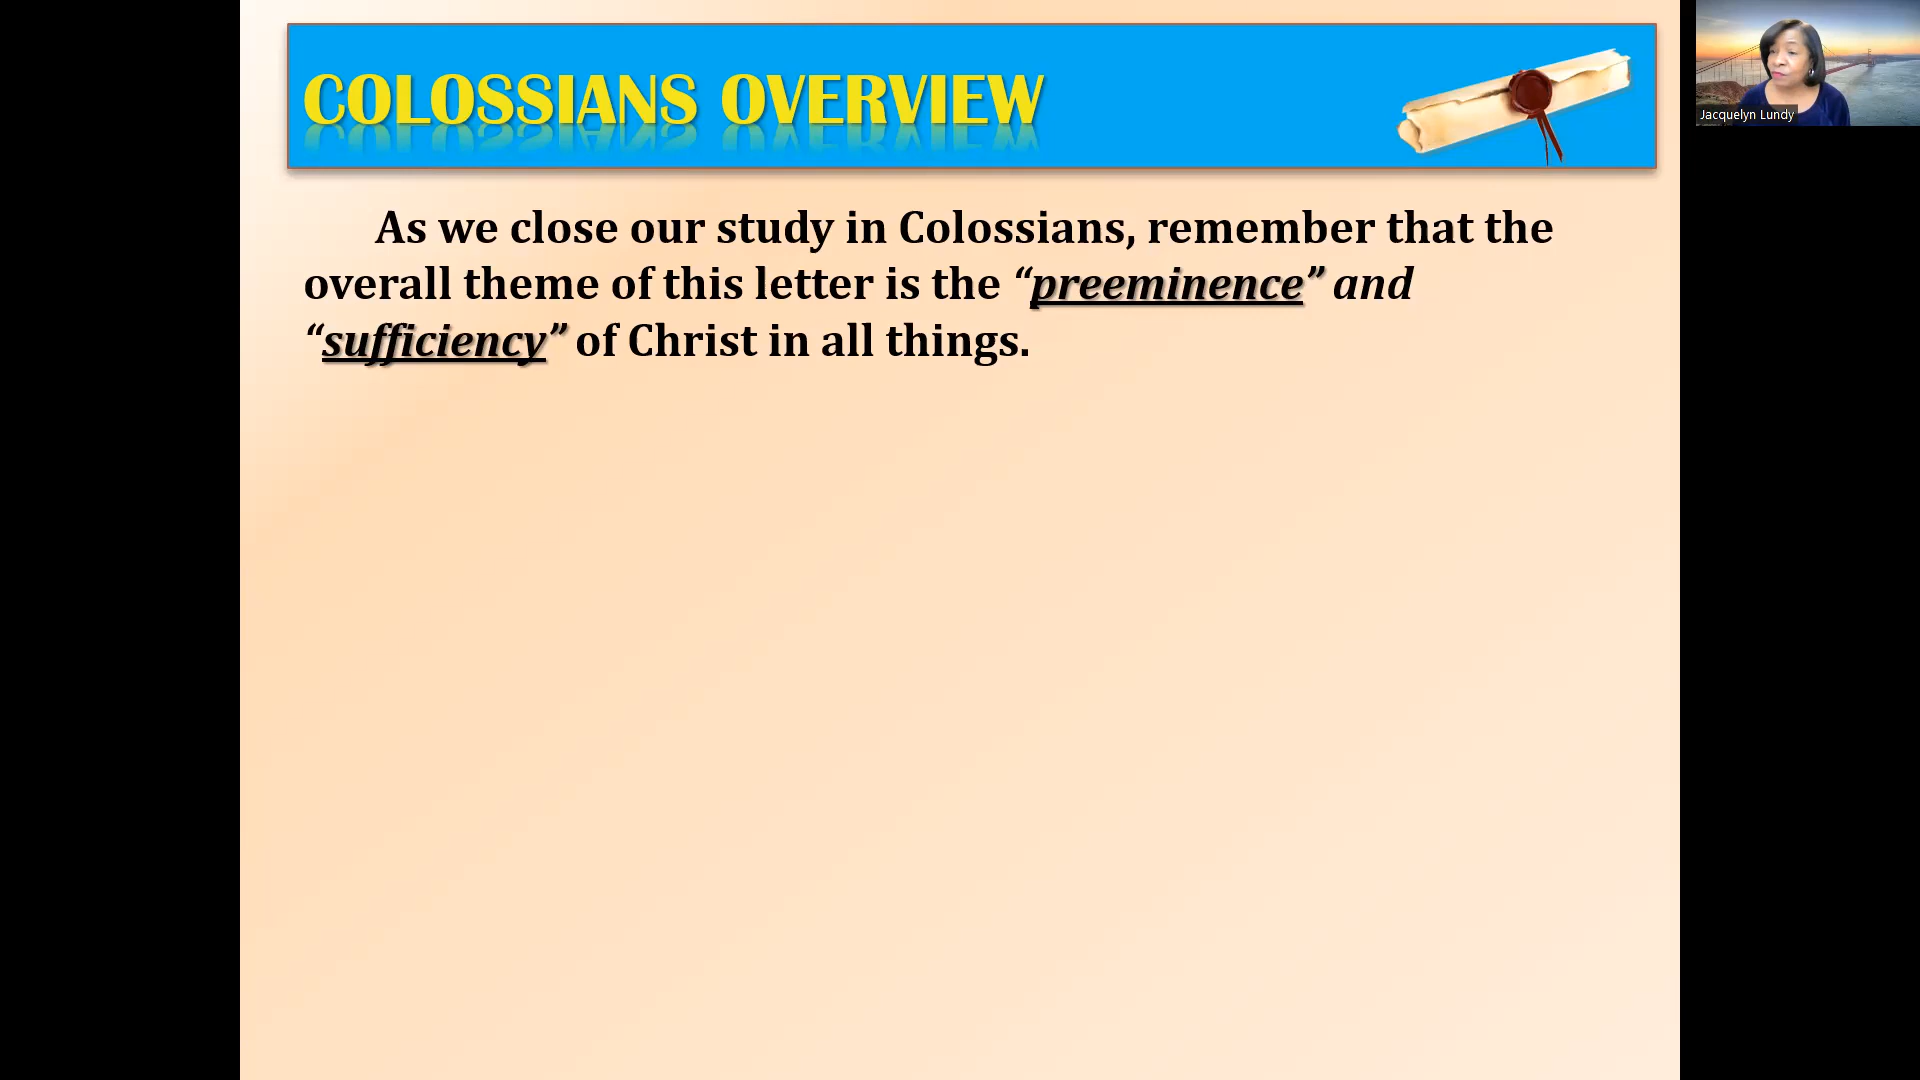 COLOSSIANS OVERVIEW
As we close our study in Colossians, remember that the
overall theme of this letter is the “preeminence” and
“sufficiency” of Christ in all things.
Jacquelyn Lundy